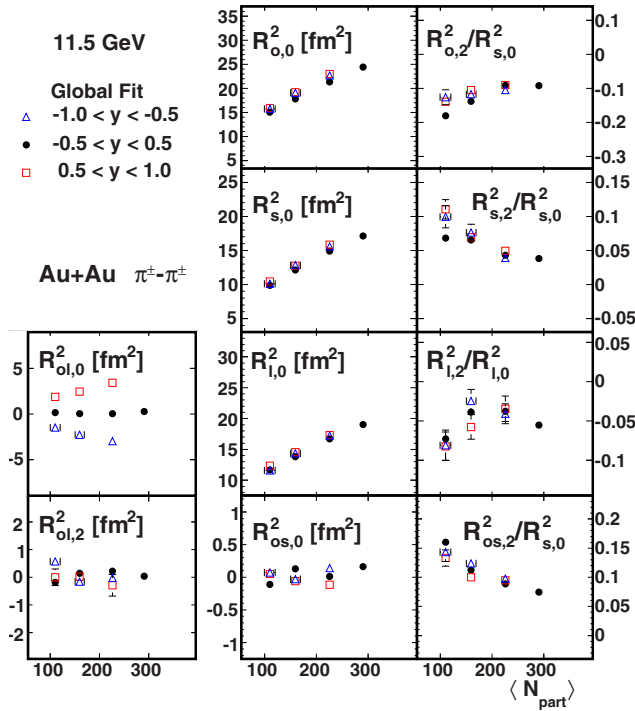 11.5 GeV
Global Fit
-1.0 < y < -0.5
-0.5 < y < 0.5
0.5 < y < 1.0
Au+Au π±-π±
R²o,0 [fm²]
35
30
25
20
15
10
5
R²o,2/R²s,0
0.1
0
-0.1
-0.2
-0.3
R²s,0 [fm²]
25
20
15
10
5
R²s,2/R²s,0
0.15
0.1
0.05
0
-0.05
R²ol,0 [fm²]
5
0
-5
R²l,0 [fm²]
30
25
20
15
10
R²l,2/R²l,0
0
-0.05
-0.1
R²ol,2 [fm²]
2
1
0
-1
-2
R²os,0 [fm²]
1
0.5
0
-0.5
-1
R²os,2/R²s,0
0.2
0.15
0.1
0.05
0
100 200 300
100 200 300
100 200 300
⟨ Npart ⟩